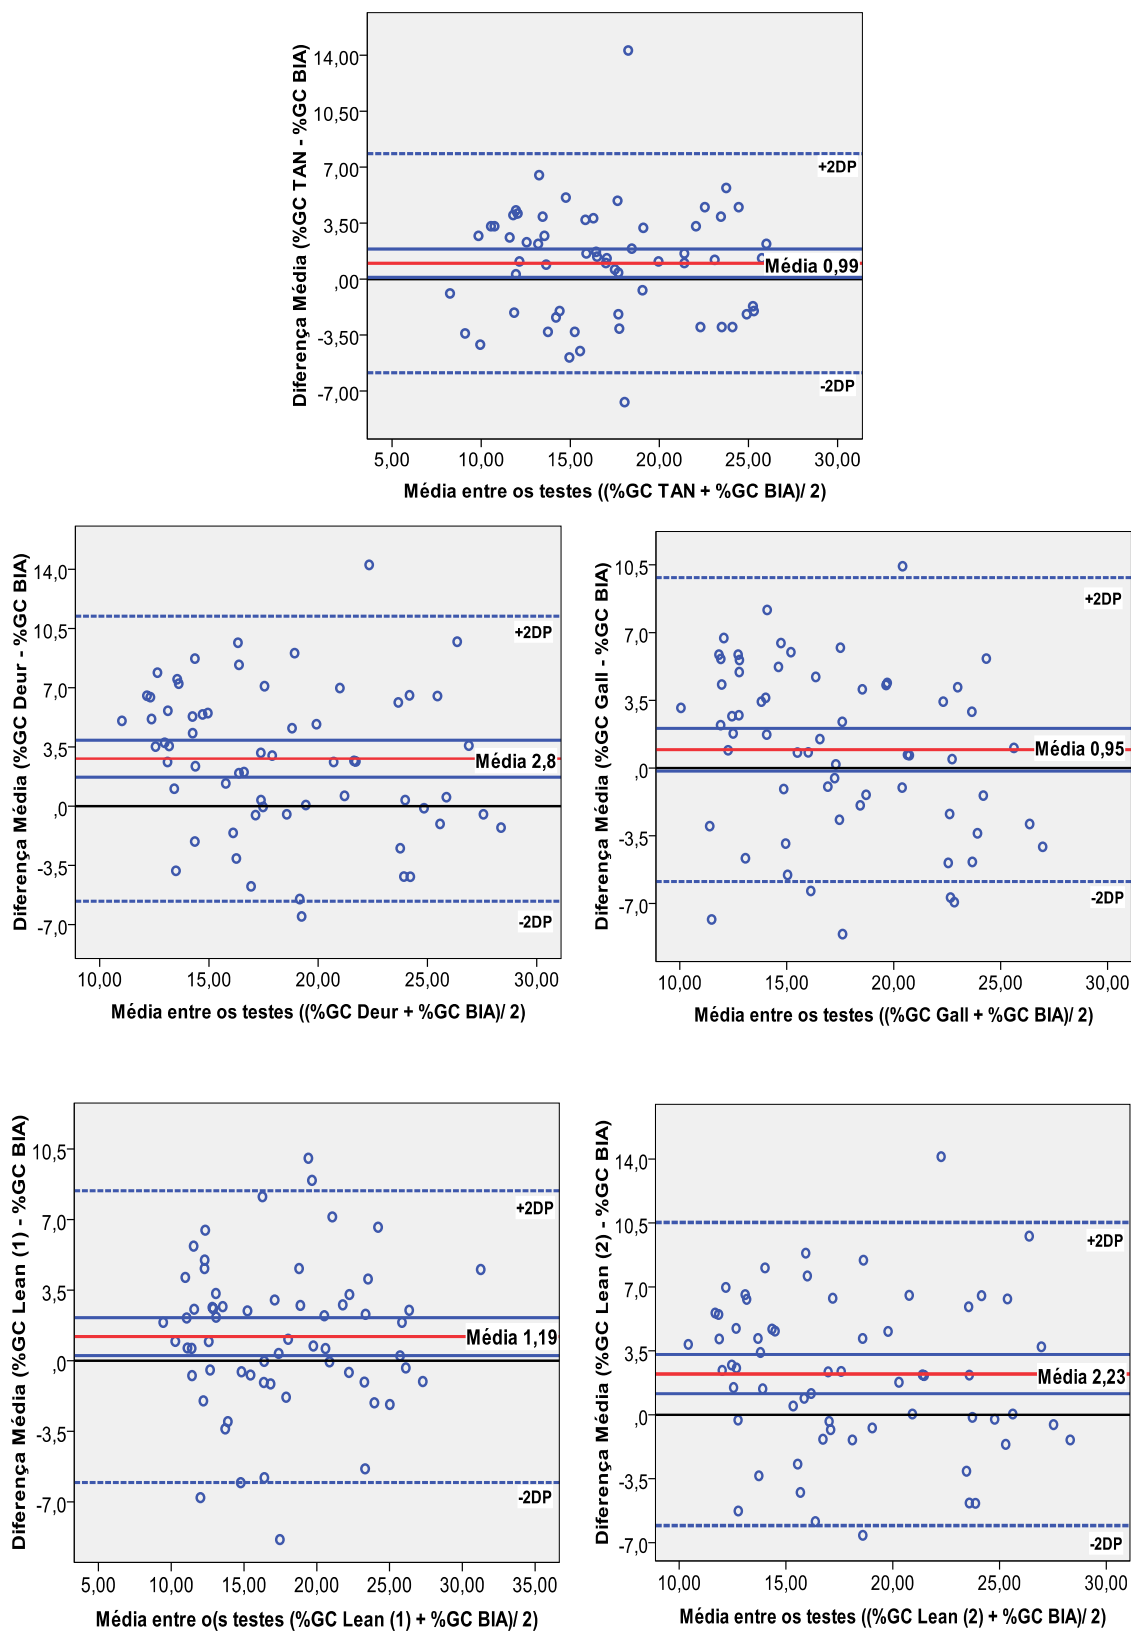 Diferença Média (%GC TAN - %GC BIA)
14,00
10,50
7,00
3,50
,00
-3,50
-7,00
+2DP
Média 0,99
-2DP
5,00 10,00 15,00 20,00 25,00 30,00
Média entre os testes ((%GC TAN + %GC BIA)/ 2)
Diferença Média (%GC Deur - %GC BIA)
14,0
10,5
7,0
3,5
,0
-3,5
-7,0
+2DP
Média 2,8
-2DP
10,00 15,00 20,00 25,00 30,00
Média entre os testes ((%GC Deur + %GC BIA)/ 2)
Diferença Média (%GC Gall - %GC BIA)
10,5
7,0
3,5
,0
-3,5
-7,0
+2DP
Média 0,95
-2DP
10,00 15,00 20,00 25,00 30,00
Média entre os testes ((%GC Gall + %GC BIA)/ 2)
Diferença Média (%GC Lean (1) - %GC BIA)
10,5
7,0
3,5
,0
-3,5
-7,0
+2DP
Média 1,19
-2DP
5,00 10,00 15,00 20,00 25,00 30,00 35,00
Média entre o(s testes (%GC Lean (1) + %GC BIA)/ 2)
Diferença Média (%GC Lean (2) - %GC BIA)
14,0
10,5
7,0
3,5
,0
-3,5
-7,0
+2DP
Média 2,23
-2DP
10,00 15,00 20,00 25,00 30,00
Média entre os testes ((%GC Lean (2) + %GC BIA)/ 2)